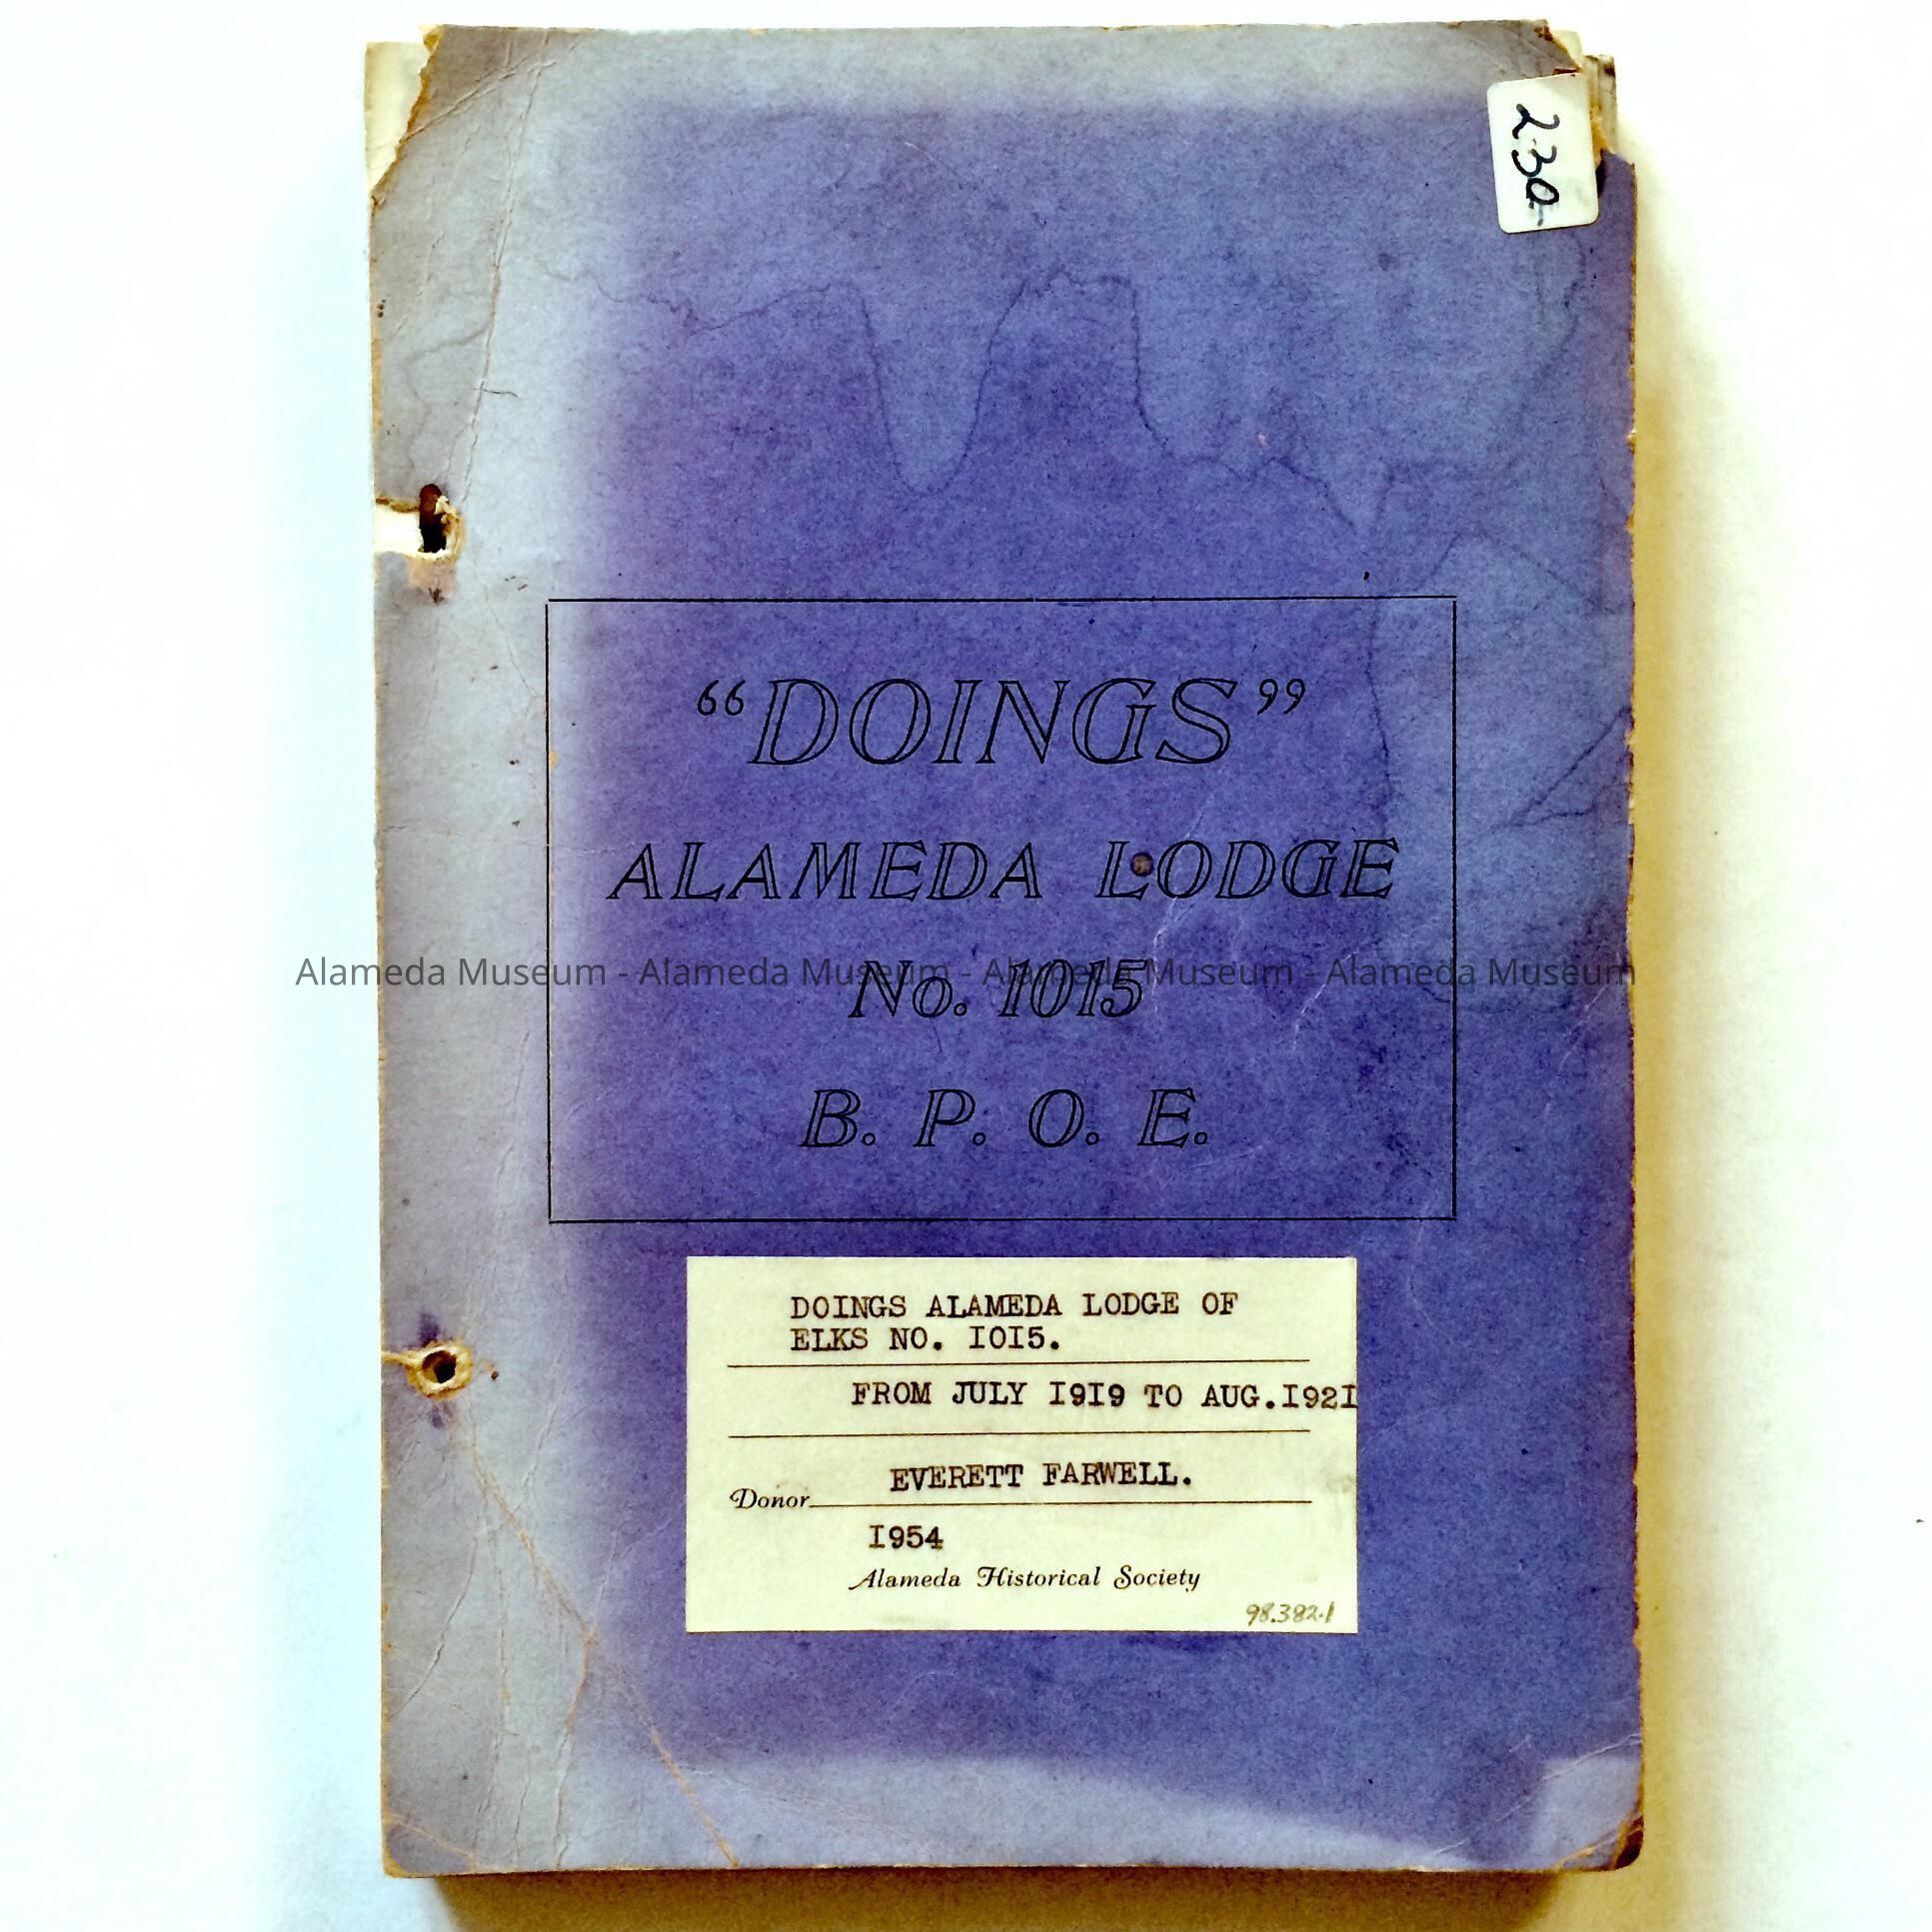 230
“DOINGS”
ALAMEDA LODGE
Alameda Museum - Alameda Museum - Alameda Museum - Alameda Museum
No. 1015
B. P. O. E.
DOINGS ALAMEDA LODGE OF
ELKS NO. IOI5.
FROM JULY I9I9 TO AUG.I92I
EVERETT FARWELL.
Donor
I954
Alameda Historical Society
98.382.1